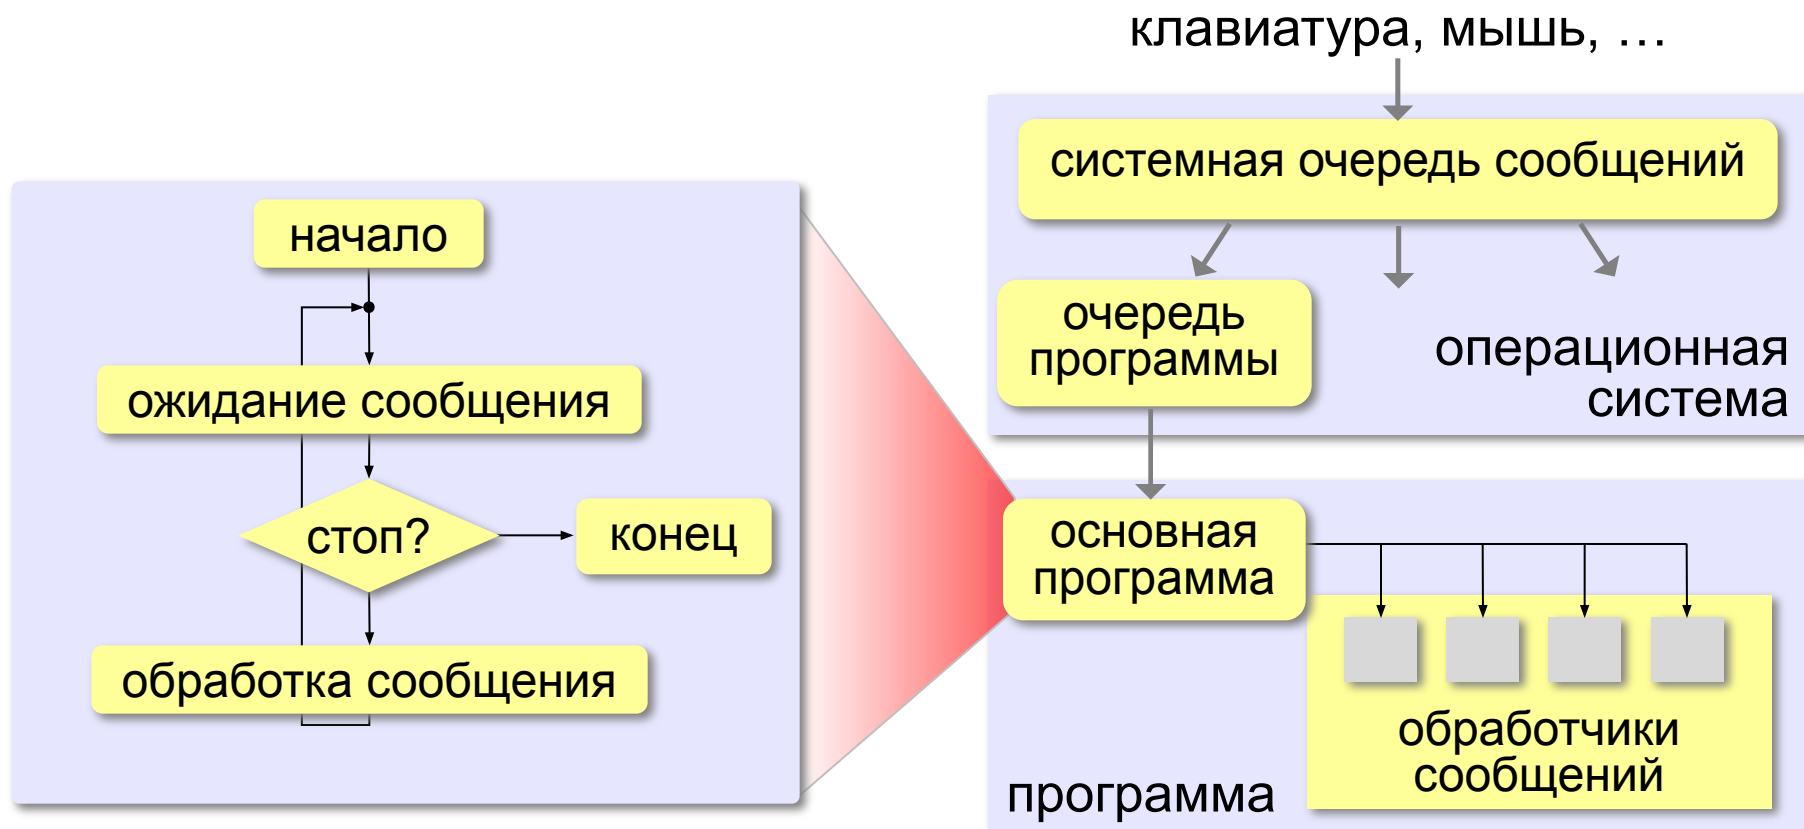 клавиатура, мышь, …
системная очередь сообщений
очередь
программы
операционная
система
начало
ожидание сообщения
стоп?
конец
обработка сообщения
основная
программа
обработчики
сообщений
программа